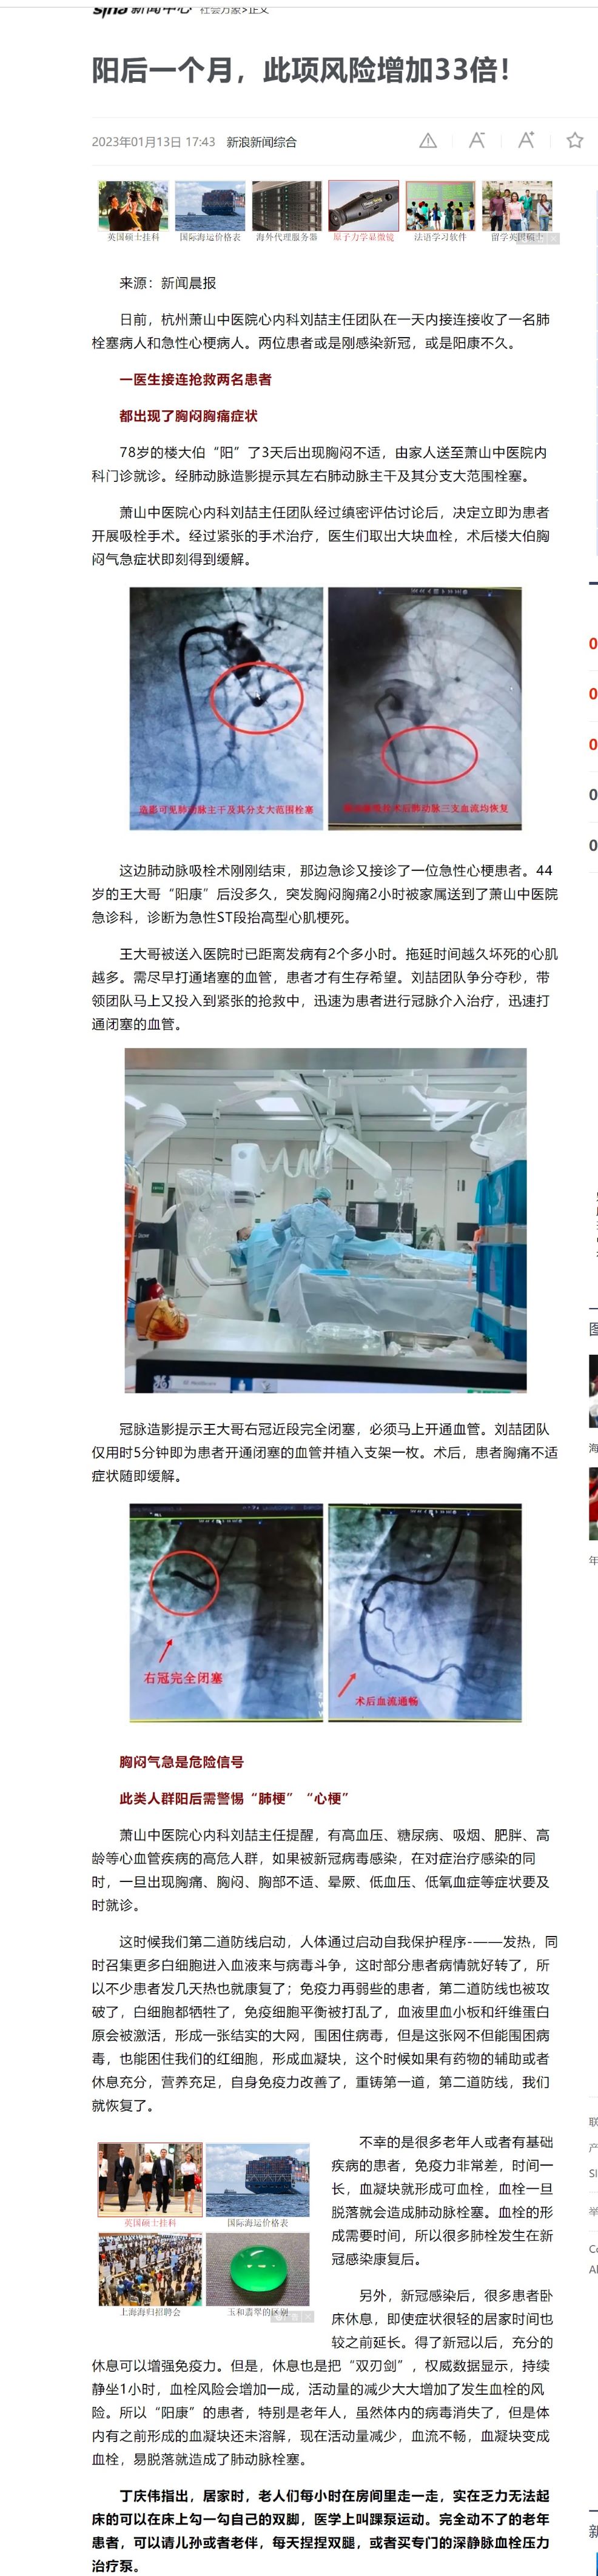 sina 新闻中心 社会万象>正文
阳后一个月，此项风险增加33倍！
2023年01月13日 17:43 新浪新闻综合
英国硕士挂科 国际海运价格表 海外代理服务器 原子力学显微镜 法语学习软件 留学英国硕士
来源：新闻晨报
日前，杭州萧山中医院心内科刘喆主任团队在一天内接连接收了一名肺
栓塞病人和急性心梗病人。两位患者或是刚感染新冠，或是阳康不久。
一医生接连抢救两名患者
都出现了胸闷胸痛症状
78岁的楼大伯“阳”了3天后出现胸闷不适，由家人送至萧山中医院内
科门诊就诊。经肺动脉造影提示其左右肺动脉主干及其分支大范围栓塞。
萧山中医院心内科刘喆主任团队经过缜密评估讨论后，决定立即为患者
开展吸栓手术。经过紧张的手术治疗，医生们取出大块血栓，术后楼大伯胸
闷气急症状即刻得到缓解。
造影可见肺动脉主干及其分支大范围栓塞
术后肺动脉三支血流均恢复
这边肺动脉吸栓术刚刚结束，那边急诊又接诊了一位急性心梗患者。44
岁的王大哥“阳康”后没多久，突发胸闷胸痛2小时被家属送到了萧山中医院
急诊科，诊断为急性ST段抬高型心肌梗死。
王大哥被送入医院时已距离发病有2个多小时。拖延时间越久坏死的心肌
越多。需尽早打通堵塞的血管，患者才有生存希望。刘喆团队争分夺秒，带
领团队马上又投入到紧张的抢救中，迅速为患者进行冠脉介入治疗，迅速打
通闭塞的血管。
冠脉造影提示王大哥右冠近段完全闭塞，必须马上开通血管。刘喆团队
仅用时5分钟即为患者开通闭塞的血管并植入支架一枚。术后，患者胸痛不适
症状随即缓解。
右冠完全闭塞
术后血流通畅
胸闷气急是危险信号
此类人群阳后需警惕“肺梗”“心梗”
萧山中医院心内科刘喆主任提醒，有高血压、糖尿病、吸烟、肥胖、高
龄等心血管疾病的高危人群，如果被新冠病毒感染，在对症治疗感染的同
时，一旦出现胸痛、胸闷、胸部不适、晕厥、低血压、低氧血症等症状要及
时就诊。
这时候我们第二道防线启动，人体通过启动自我保护程序-——发热，同
时召集更多白细胞进入血液来与病毒斗争，这时部分患者病情就好转了，所
以不少患者发几天热也就康复了；免疫力再弱些的患者，第二道防线也被攻
破了，白细胞都牺牲了，免疫细胞平衡被打乱了，血液里血小板和纤维蛋白
原会被激活，形成一张结实的大网，围困住病毒，但是这张网不但能围困病
毒，也能困住我们的红细胞，形成血凝块，这个时候如果有药物的辅助或者
休息充分，营养充足，自身免疫力改善了，重铸第一道，第二道防线，我们
就恢复了。
英国硕士挂科 国际海运价格表
上海海归招聘会 玉和翡翠的区别
不幸的是很多老年人或者有基础
疾病的患者，免疫力非常差，时间一
长，血凝块就形成可血栓，血栓一旦
脱落就会造成肺动脉栓塞。血栓的形
成需要时间，所以很多肺栓发生在新
冠感染康复后。
另外，新冠感染后，很多患者卧
床休息，即使症状很轻的居家时间也
较之前延长。得了新冠以后，充分的
休息可以增强免疫力。但是，休息也是把“双刃剑”，权威数据显示，持续
静坐1小时，血栓风险会增加一成，活动量的减少大大增加了发生血栓的风
险。所以“阳康”的患者，特别是老年人，虽然体内的病毒消失了，但是体
内有之前形成的血凝块还未溶解，现在活动量减少，血流不畅，血凝块变成
血栓，易脱落就造成了肺动脉栓塞。
丁庆伟指出，居家时，老人们每小时在房间里走一走，实在乏力无法起
床的可以在床上勾一勾自己的双脚，医学上叫踝泵运动。完全动不了的老年
患者，可以请儿孙或者老伴，每天捏捏双腿，或者买专门的深静脉血栓压力
治疗泵。